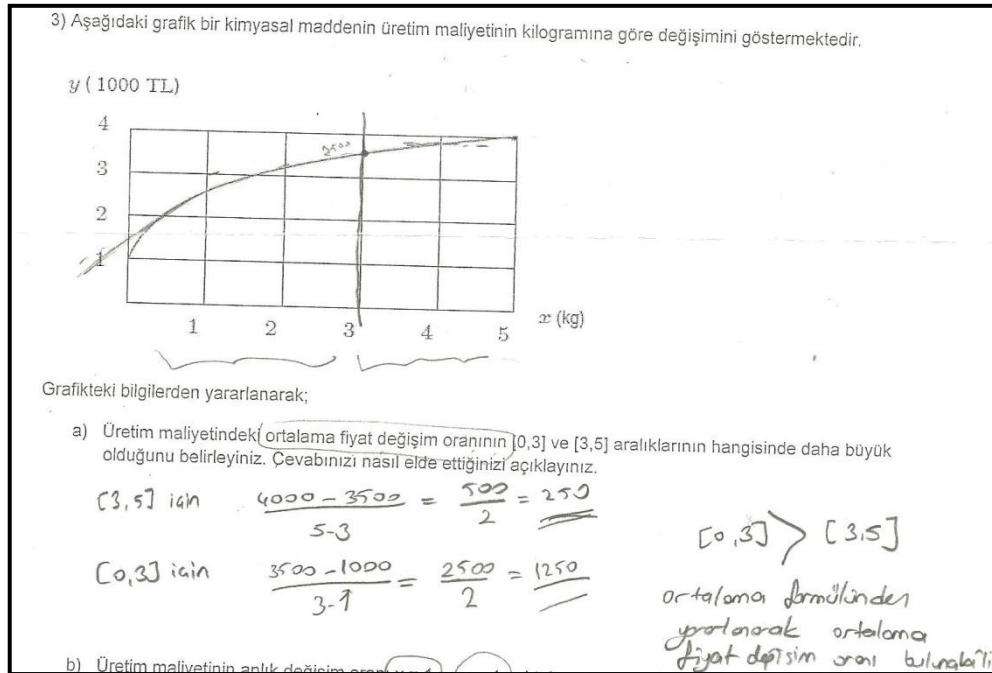 3) Aşağıdaki grafik bir kimyasal maddenin üretim maliyetinin kilogramına göre değişimini göstermektedir.
y ( 1000 TL)
4
3
2
1
3500
1 2 3 4 5 x (kg)
Grafikteki bilgilerden yararlanarak;
a) Üretim maliyetindeki ortalama fiyat değişim oranının [0,3] ve [3,5] aralıklarının hangisinde daha büyük
olduğunu belirleyiniz. Çevabınızı nasıl elde ettiğinizi açıklayınız.
[3,5] için 4000 - 3500 / 5-3 = 500 / 2 = 250
[0,3] için 3500 - 1000 / 3-1 = 2500 / 2 = 1250
[0,3] > [3,5]
ortalama formülünden
yararlanarak ortalama
fiyat değişim oranı
b) Üretim maliyetinin anlık değişim